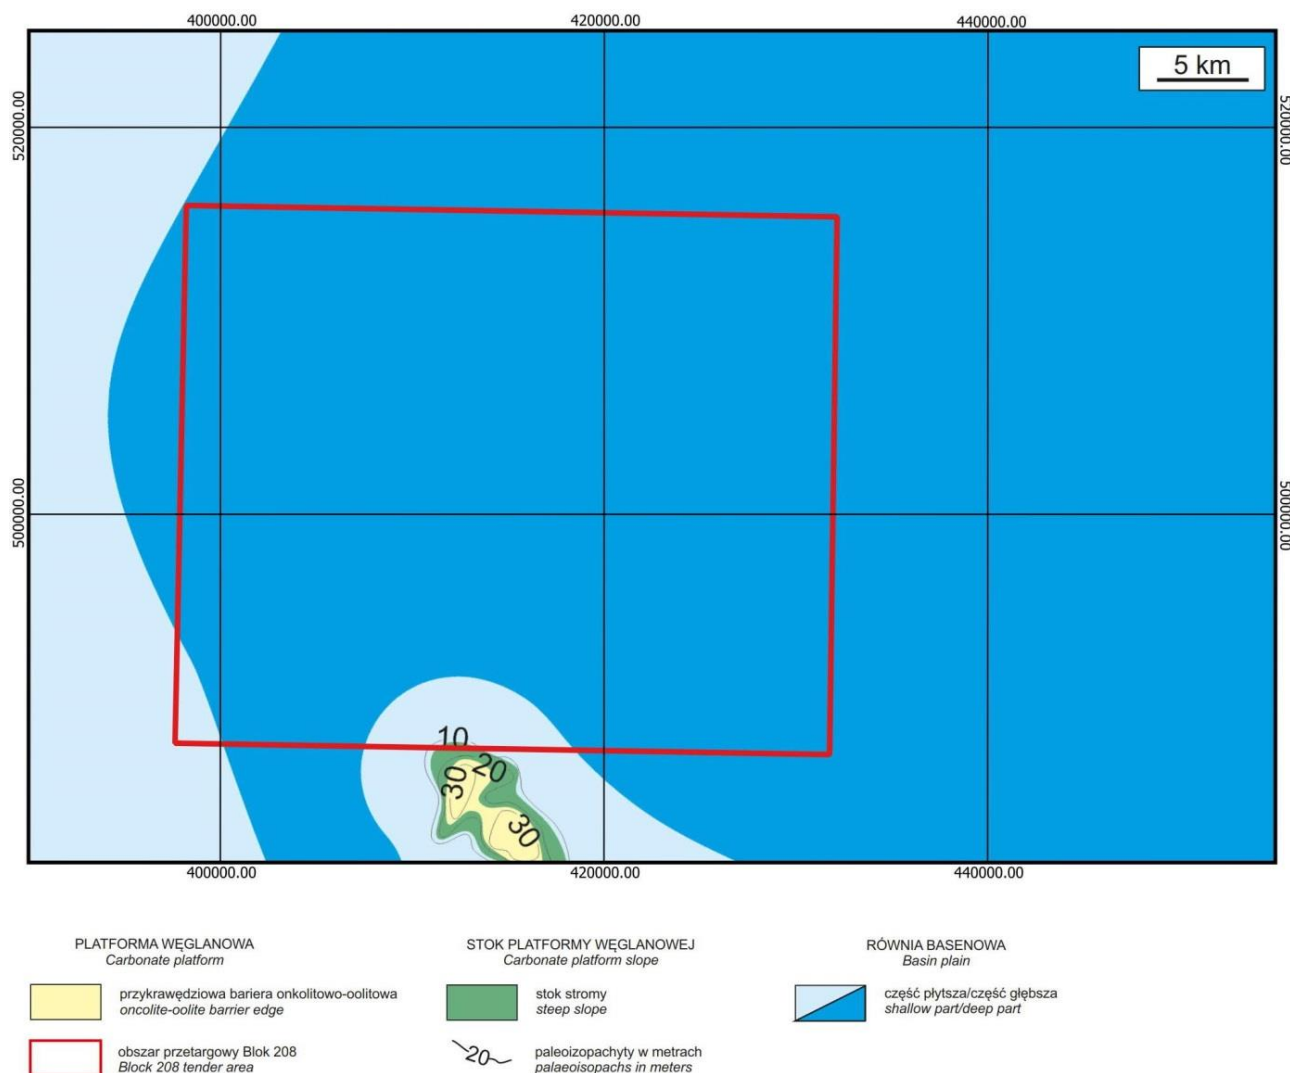 400000.00 420000.00 440000.00
5 km
520000.00 520000.00
500000.00 500000.00
10
20
30
30
400000.00 420000.00 440000.00
PLATFORMA WĘGLANOWA
Carbonate platform
przykrawędziowa bariera onkolitowo-oolitowa
oncolite-oolite barrier edge
obszar przetargowy Blok 208
Block 208 tender area
STOK PLATFORMY WĘGLANOWEJ
Carbonate platform slope
stok stromy
steep slope
20
paleoizopachyty w metrach
palaeoisopachs in meters
RÓWNIA BASENOWA
Basin plain
część płytsza/część głębsza
shallow part/deep part